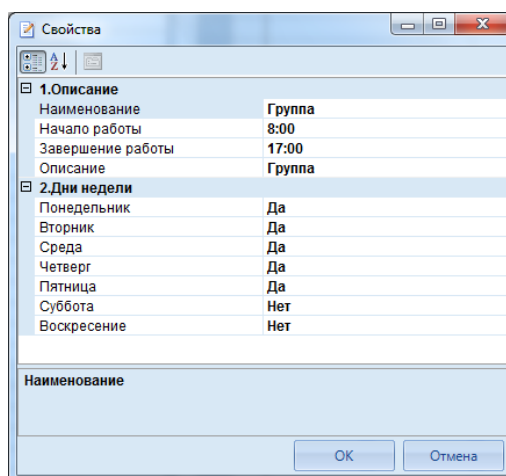 Свойства
1.Описание
Наименование Группа
Начало работы 8:00
Завершение работы 17:00
Описание Группа
2.Дни недели
Понедельник Да
Вторник Да
Среда Да
Четверг Да
Пятница Да
Суббота Нет
Воскресение Нет
Наименование
ОК Отмена